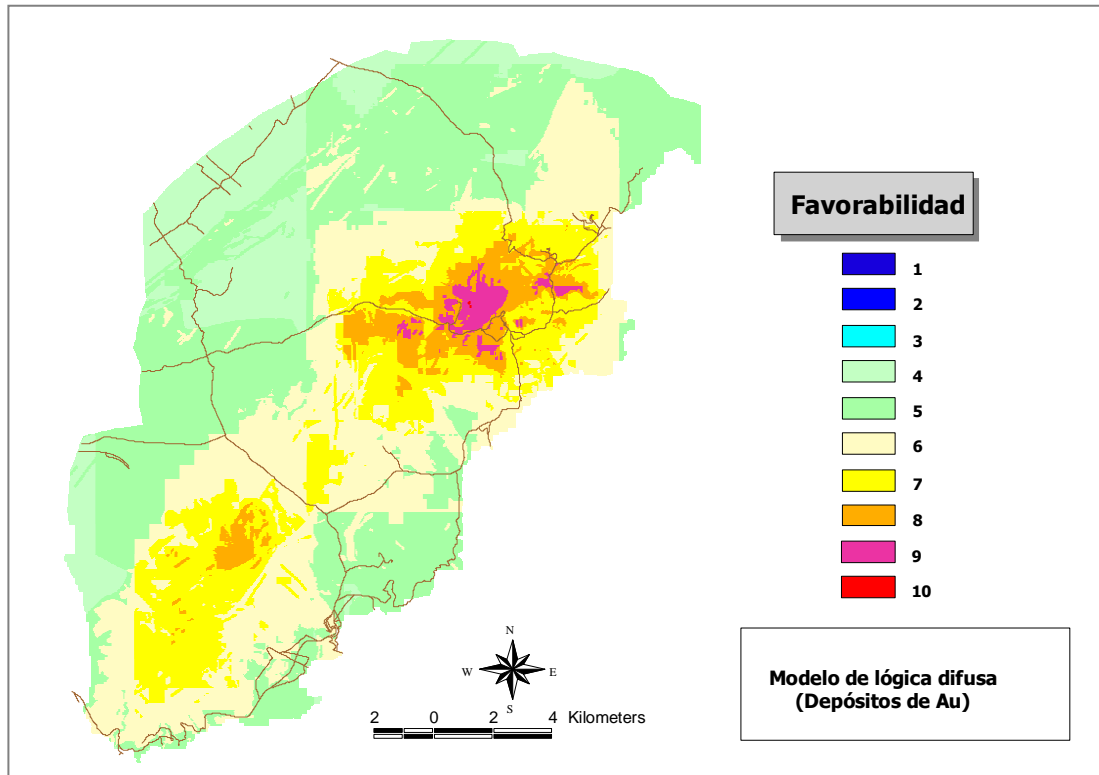 Favorabilidad
1
2
3
4
5
6
7
8
9
10
N
W E
S
2 0 2 4 Kilometers
Modelo de lógica difusa
(Depósitos de Au)